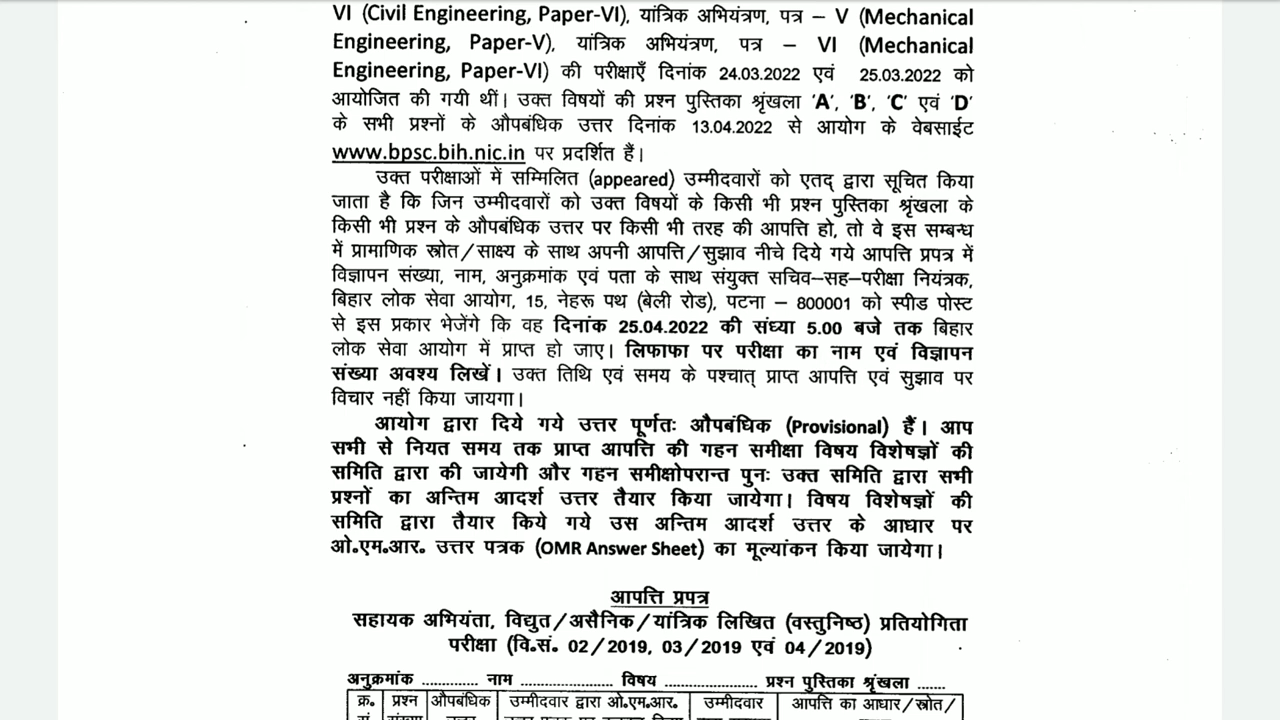 VI (Civil Engineering, Paper-VI), यांत्रिक अभियंत्रण, पत्र – V (Mechanical
Engineering, Paper-V), यांत्रिक अभियंत्रण, पत्र – VI (Mechanical
Engineering, Paper-VI) की परीक्षाएँ दिनांक 24.03.2022 एवं 25.03.2022 को
आयोजित की गयी थीं। उक्त विषयों की प्रश्न पुस्तिका श्रृंखला 'A', 'B', 'C' एवं 'D'
के सभी प्रश्नों के औपबंधिक उत्तर दिनांक 13.04.2022 से आयोग के वेबसाईट
www.bpsc.bih.nic.in पर प्रदर्शित हैं।
उक्त परीक्षाओं में सम्मिलित (appeared) उम्मीदवारों को एतद् द्वारा सूचित किया
जाता है कि जिन उम्मीदवारों को उक्त विषयों के किसी भी प्रश्न पुस्तिका श्रृंखला के
किसी भी प्रश्न के औपबंधिक उत्तर पर किसी भी तरह की आपत्ति हो, तो वे इस सम्बन्ध
में प्रामाणिक स्त्रोत/साक्ष्य के साथ अपनी आपत्ति/सुझाव नीचे दिये गये आपत्ति प्रपत्र में
विज्ञापन संख्या, नाम, अनुक्रमांक एवं पता के साथ संयुक्त सचिव–सह–परीक्षा नियंत्रक,
बिहार लोक सेवा आयोग, 15, नेहरू पथ (बेली रोड), पटना – 800001 को स्पीड पोस्ट
से इस प्रकार भेजेंगे कि वह दिनांक 25.04.2022 की संध्या 5.00 बजे तक बिहार
लोक सेवा आयोग में प्राप्त हो जाए। लिफाफा पर परीक्षा का नाम एवं विज्ञापन
संख्या अवश्य लिखें। उक्त तिथि एवं समय के पश्चात् प्राप्त आपत्ति एवं सुझाव पर
विचार नहीं किया जायगा।
आयोग द्वारा दिये गये उत्तर पूर्णतः औपबंधिक (Provisional) हैं। आप
सभी से नियत समय तक प्राप्त आपत्ति की गहन समीक्षा विषय विशेषज्ञों की
समिति द्वारा की जायेगी और गहन समीक्षोपरान्त पुनः उक्त समिति द्वारा सभी
प्रश्नों का अन्तिम आदर्श उत्तर तैयार किया जायेगा। विषय विशेषज्ञों की
समिति द्वारा तैयार किये गये उस अन्तिम आदर्श उत्तर के आधार पर
ओ.एम.आर. उत्तर पत्रक (OMR Answer Sheet) का मूल्यांकन किया जायेगा।
आपत्ति प्रपत्र
सहायक अभियंता, विद्युत/असैनिक/यांत्रिक लिखित (वस्तुनिष्ठ) प्रतियोगिता
परीक्षा (वि.सं. 02/2019, 03/2019 एवं 04/2019)
अनुक्रमांक ............. नाम ..................... विषय ..................... प्रश्न पुस्तिका श्रृंखला .......
क्र. प्रश्न औपबंधिक उम्मीदवार द्वारा ओ.एम.आर. उम्मीदवार आपत्ति का आधार/स्त्रोत/